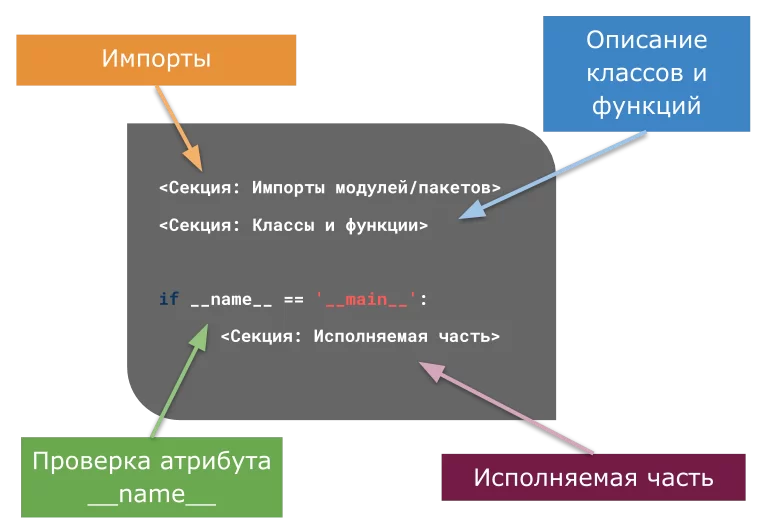 Импорты
Описание
классов и
функций
<Секция: Импорты модулей/пакетов>
<Секция: Классы и функции>
if __name__ == '__main__':
<Секция: Исполняемая часть>
Проверка атрибута
__name__
Исполняемая часть